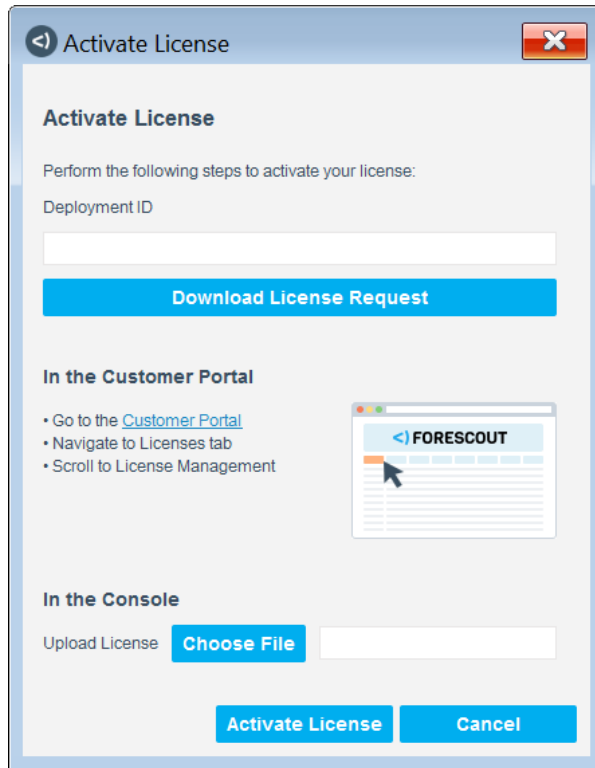 Activate License
Activate License
Perform the following steps to activate your license:
Deployment ID
Download License Request
In the Customer Portal
• Go to the Customer Portal
• Navigate to Licenses tab
• Scroll to License Management
<) FORESCOUT
In the Console
Upload License Choose File
Activate License Cancel